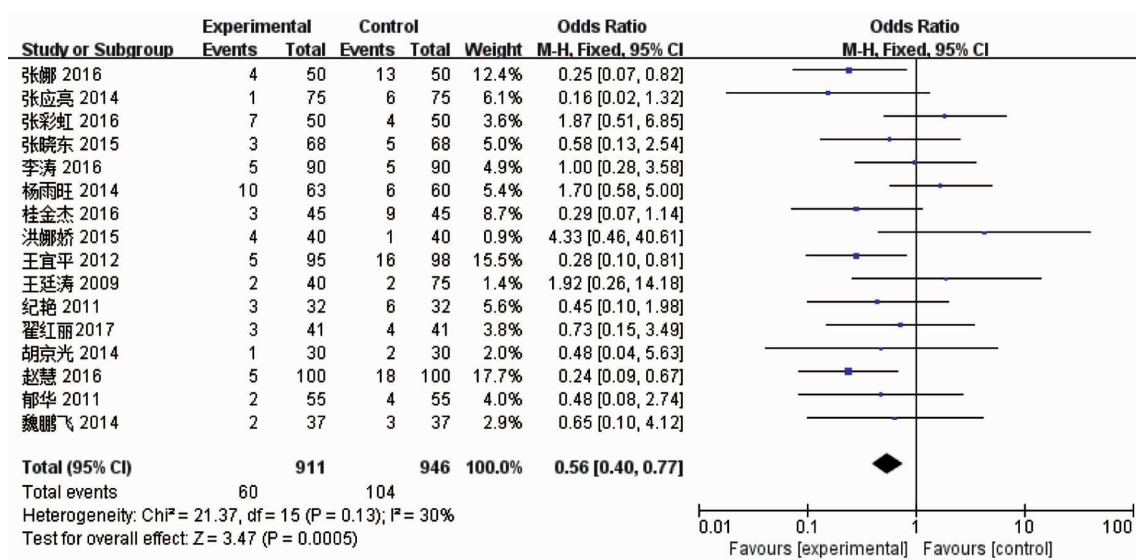 Experimental Control Odds Ratio Odds Ratio
Study or Subgroup Events Total Events Total Weight M-H, Fixed, 95% CI M-H, Fixed, 95% CI
张娜 2016 4 50 13 50 12.4% 0.25 [0.07, 0.82]
张应亮 2014 1 75 6 75 6.1% 0.16 [0.02, 1.32]
张彩虹 2016 7 50 4 50 3.6% 1.87 [0.51, 6.85]
张晓东 2015 3 68 5 68 5.0% 0.58 [0.13, 2.54]
李涛 2016 5 90 5 90 4.9% 1.00 [0.28, 3.58]
杨雨旺 2014 10 63 6 60 5.4% 1.70 [0.58, 5.00]
桂金杰 2016 3 45 9 45 8.7% 0.29 [0.07, 1.14]
洪娜娇 2015 4 40 1 40 0.9% 4.33 [0.46, 40.61]
王宜平 2012 5 95 16 98 15.5% 0.28 [0.10, 0.81]
王廷涛 2009 2 40 2 75 1.4% 1.92 [0.26, 14.18]
纪艳 2011 3 32 6 32 5.6% 0.45 [0.10, 1.98]
翟红丽2017 3 41 4 41 3.8% 0.73 [0.15, 3.49]
胡京光 2014 1 30 2 30 2.0% 0.48 [0.04, 5.63]
赵慧 2016 5 100 18 100 17.7% 0.24 [0.09, 0.67]
郁华 2011 2 55 4 55 4.0% 0.48 [0.08, 2.74]
魏鹏飞 2014 2 37 3 37 2.9% 0.65 [0.10, 4.12]
Total (95% CI) 911 946 100.0% 0.56 [0.40, 0.77]
Total events 60 104
Heterogeneity: Chi² = 21.37, df = 15 (P = 0.13); I² = 30%
Test for overall effect: Z = 3.47 (P = 0.0005)
0.01 0.1 1 10 100
Favours [experimental] Favours [control]